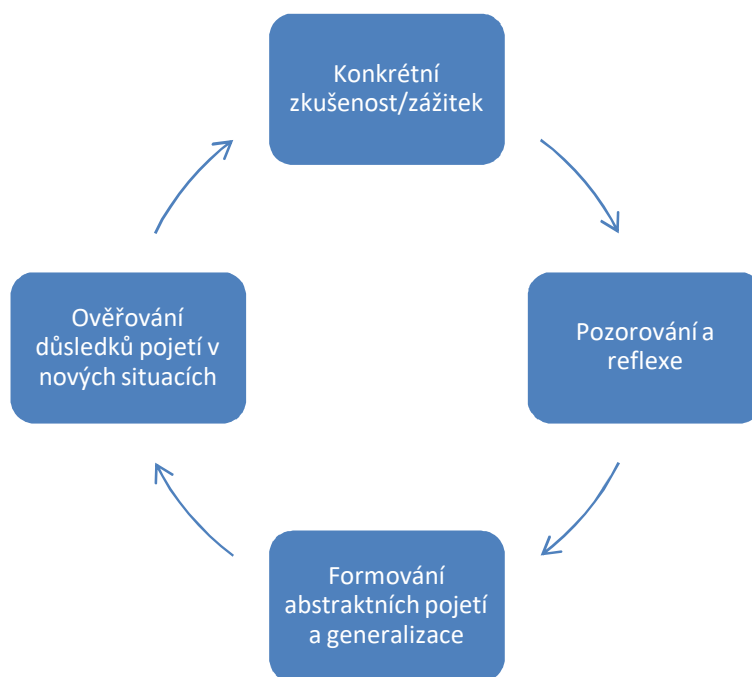 Konkrétní
zkušenost/zážitek
Pozorování a
reflexe
Formování
abstraktních pojetí
a generalizace
Ověřování
důsledků pojetí v
nových situacích